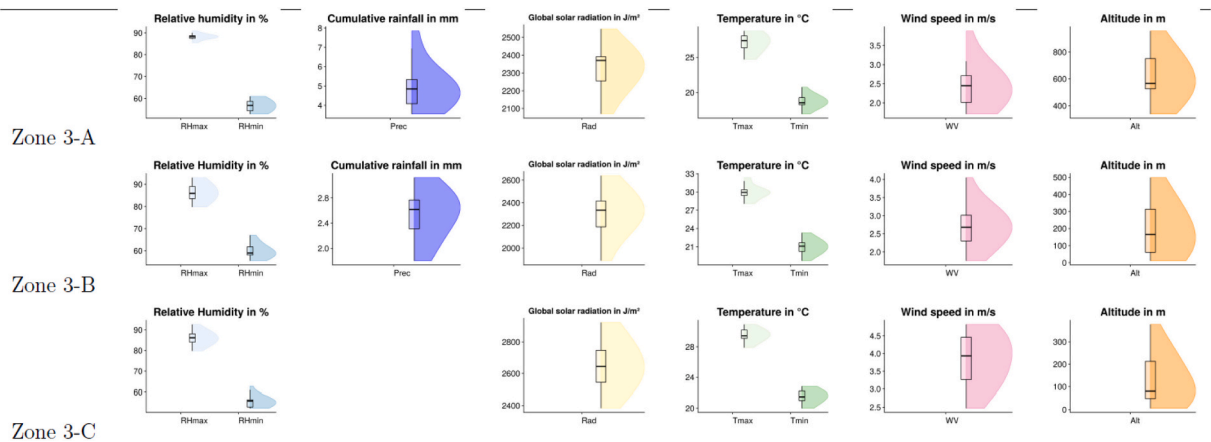 Relative humidity in % Cumulative rainfall in mm Global solar radiation in J/m² Temperature in °C Wind speed in m/s Altitude in m
90 80 70 60 8 7 6 5 4 2500 2400 2300 2200 2100 25 20 3.5 3.0 2.5 2.0 800 600 400
RHmax RHmin Prec Rad Tmax Tmin WV Alt
Zone 3-A
Relative Humidity in % Cumulative rainfall in mm Global solar radiation in J/m² Temperature in °C Wind speed in m/s Altitude in m
90 80 70 60 2.8 2.4 2.0 2600 2400 2200 2000 33 30 27 24 21 4.0 3.5 3.0 2.5 2.0 500 400 300 200 100 0
RHmax RHmin Prec Rad Tmax Tmin WV Alt
Zone 3-B
Relative Humidity in % Global solar radiation in J/m² Temperature in °C Wind speed in m/s Altitude in m
90 80 70 60 2800 2600 2400 28 24 20 4.5 4.0 3.5 3.0 2.5 300 200 100 0
RHmax RHmin Rad Tmax Tmin WV Alt
Zone 3-C